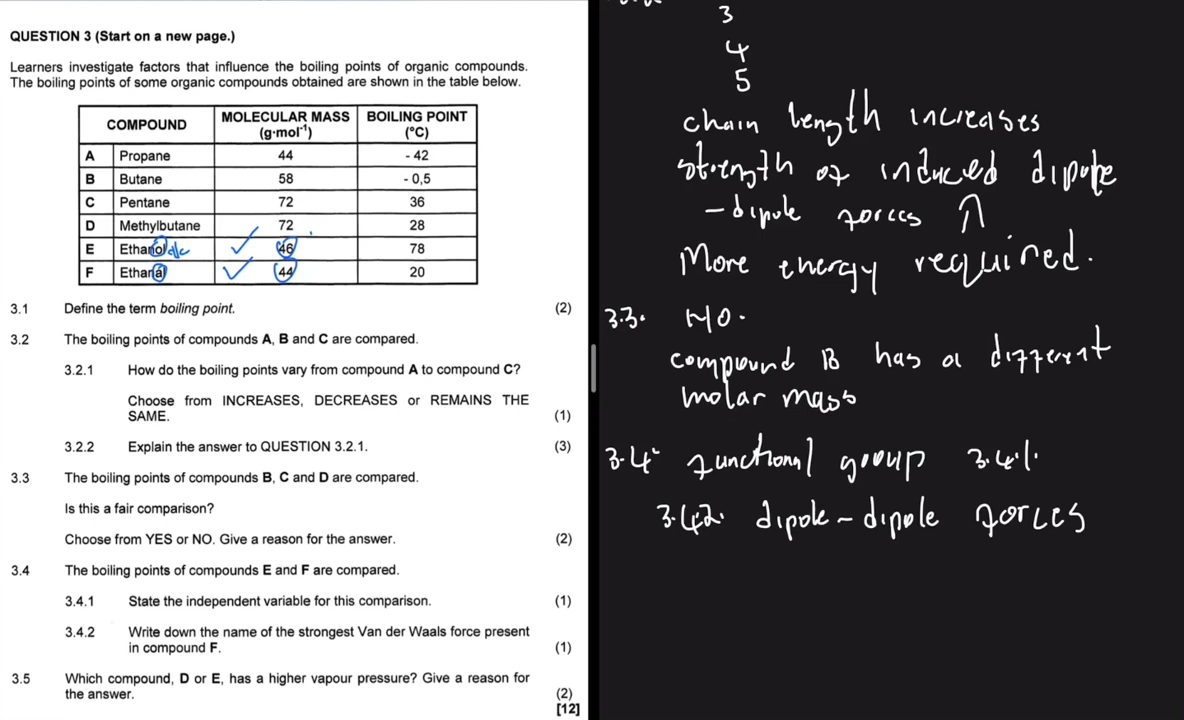 QUESTION 3 (Start on a new page.)
Learners investigate factors that influence the boiling points of organic compounds.
The boiling points of some organic compounds obtained are shown in the table below.
COMPOUND MOLECULAR MASS (g·mol⁻¹) BOILING POINT (°C)
A Propane 44 - 42
B Butane 58 - 0,5
C Pentane 72 36
D Methylbutane 72 28
E Ethanol 46 78
F Ethanal 44 20
3.1 Define the term boiling point. (2)
3.2 The boiling points of compounds A, B and C are compared.
3.2.1 How do the boiling points vary from compound A to compound C?
Choose from INCREASES, DECREASES or REMAINS THE
SAME. (1)
3.2.2 Explain the answer to QUESTION 3.2.1. (3)
3.3 The boiling points of compounds B, C and D are compared.
Is this a fair comparison?
Choose from YES or NO. Give a reason for the answer. (2)
3.4 The boiling points of compounds E and F are compared.
3.4.1 State the independent variable for this comparison. (1)
3.4.2 Write down the name of the strongest Van der Waals force present
in compound F. (1)
3.5 Which compound, D or E, has a higher vapour pressure? Give a reason for
the answer. (2)
[12]
3
4
5
chain length increases
strength of induced dipole
- dipole forces ↑
More energy required.
3.3. NO.
compound B has a different
molar mass
3.4 functional group 3.4.1.
3.4.2. dipole - dipole forces